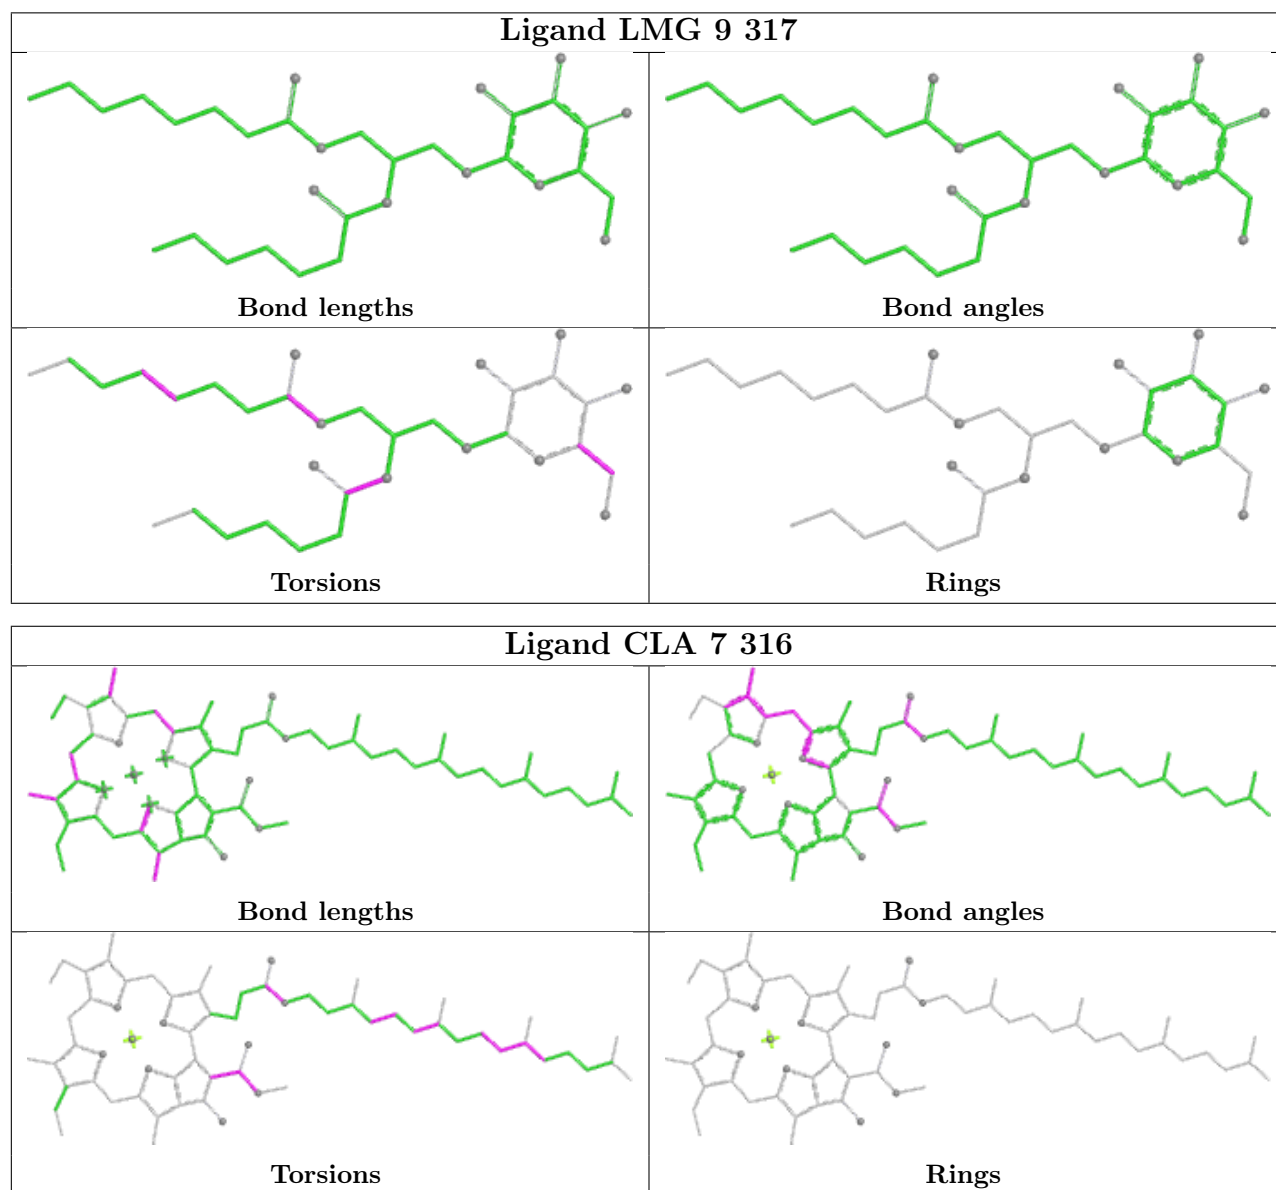 Ligand LMG 9 317
Bond lengths
Bond angles
Torsions
Rings
Ligand CLA 7 316
Bond lengths
Bond angles
Torsions
Rings